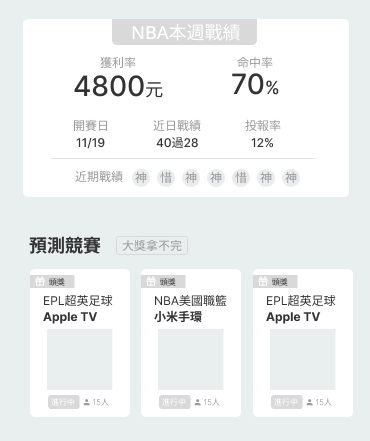 NBA本週戰績
獲利率 命中率
4800元 70%
開賽日 近日戰績 投報率
11/19 40過28 12%
近期戰績 神 惜 神 神 惜 神 神
預測競賽 大獎拿不完
頭獎 頭獎 頭獎
EPL超英足球 NBA美國職籃 EPL超英足球
Apple TV 小米手環 Apple TV
進行中 15人 進行中 15人 進行中 15人